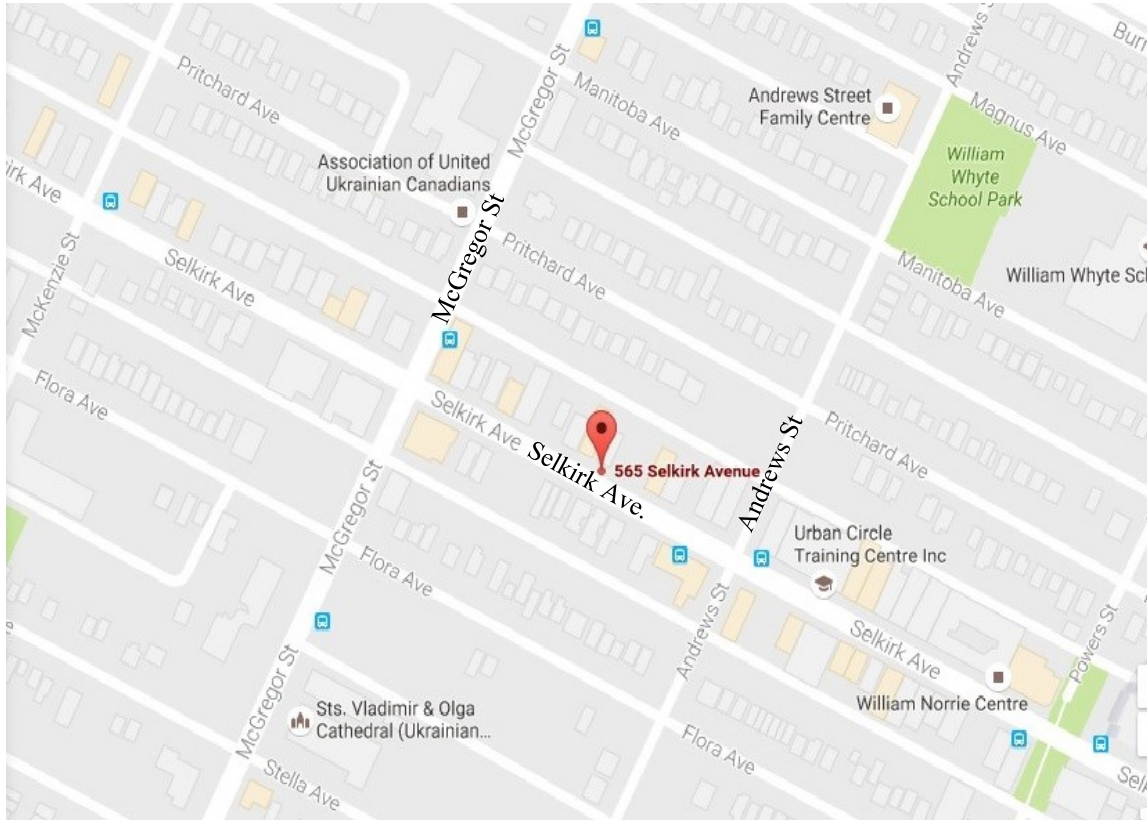 Andrews S
Burr
Pritchard Ave
McGregor St
Manitoba Ave
Andrews Street
Family Centre
Magnus Ave
William
Whyte
School Park
Association of United
Ukrainian Canadians
irk Ave
McGregor St
Pritchard Ave
Manitoba Ave
William Whyte Scl
McKenzie St
Selkirk Ave
Flora Ave
Selkirk Ave
Selkirk Ave.
565 Selkirk Avenue
Andrews St
Pritchard Ave
McGregor St
Urban Circle
Training Centre Inc
Flora Ave
Andrews St
Selkirk Ave
Powers St
William Norrie Centre
McGregor St
Sts. Vladimir & Olga
Cathedral (Ukrainian...
Flora Ave
Stella Ave
Selk